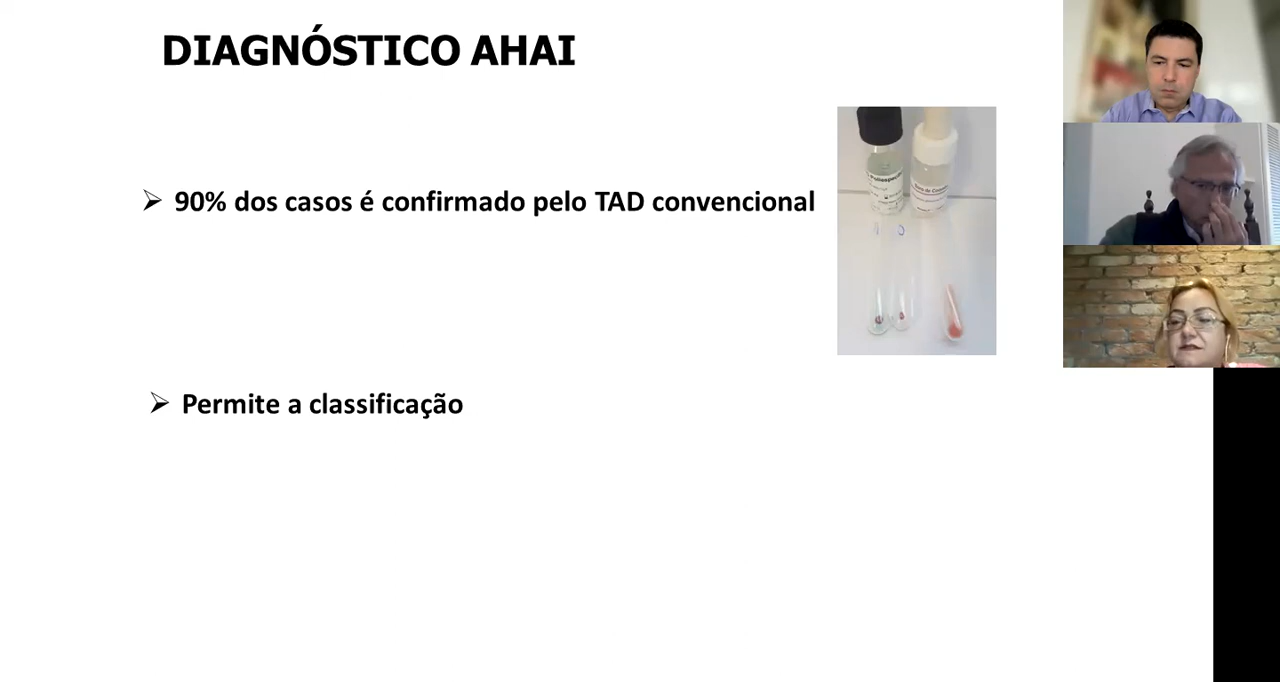 DIAGNÓSTICO AHAI
90% dos casos é confirmado pelo TAD convencional
Permite a classificação